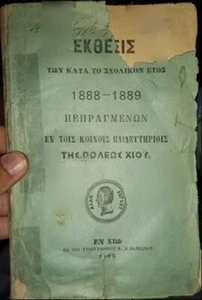 ΕΚΘΕΣΙΣ
ΤΩΝ ΚΑΤΑ ΤΟ ΣΧΟΛΙΚΟΝ ΕΤΟΣ
1888-1889
ΠΕΠΡΑΓΜΕΝΩΝ
ΕΝ ΤΟΙΣ ΚΟΙΝΟΙΣ ΠΑΙΔΕΥΤΗΡΙΟΙΣ
ΤΗΣ ΠΟΛΕΩΣ ΧΙΟΥ.
ΕΝ ΧΙΩ